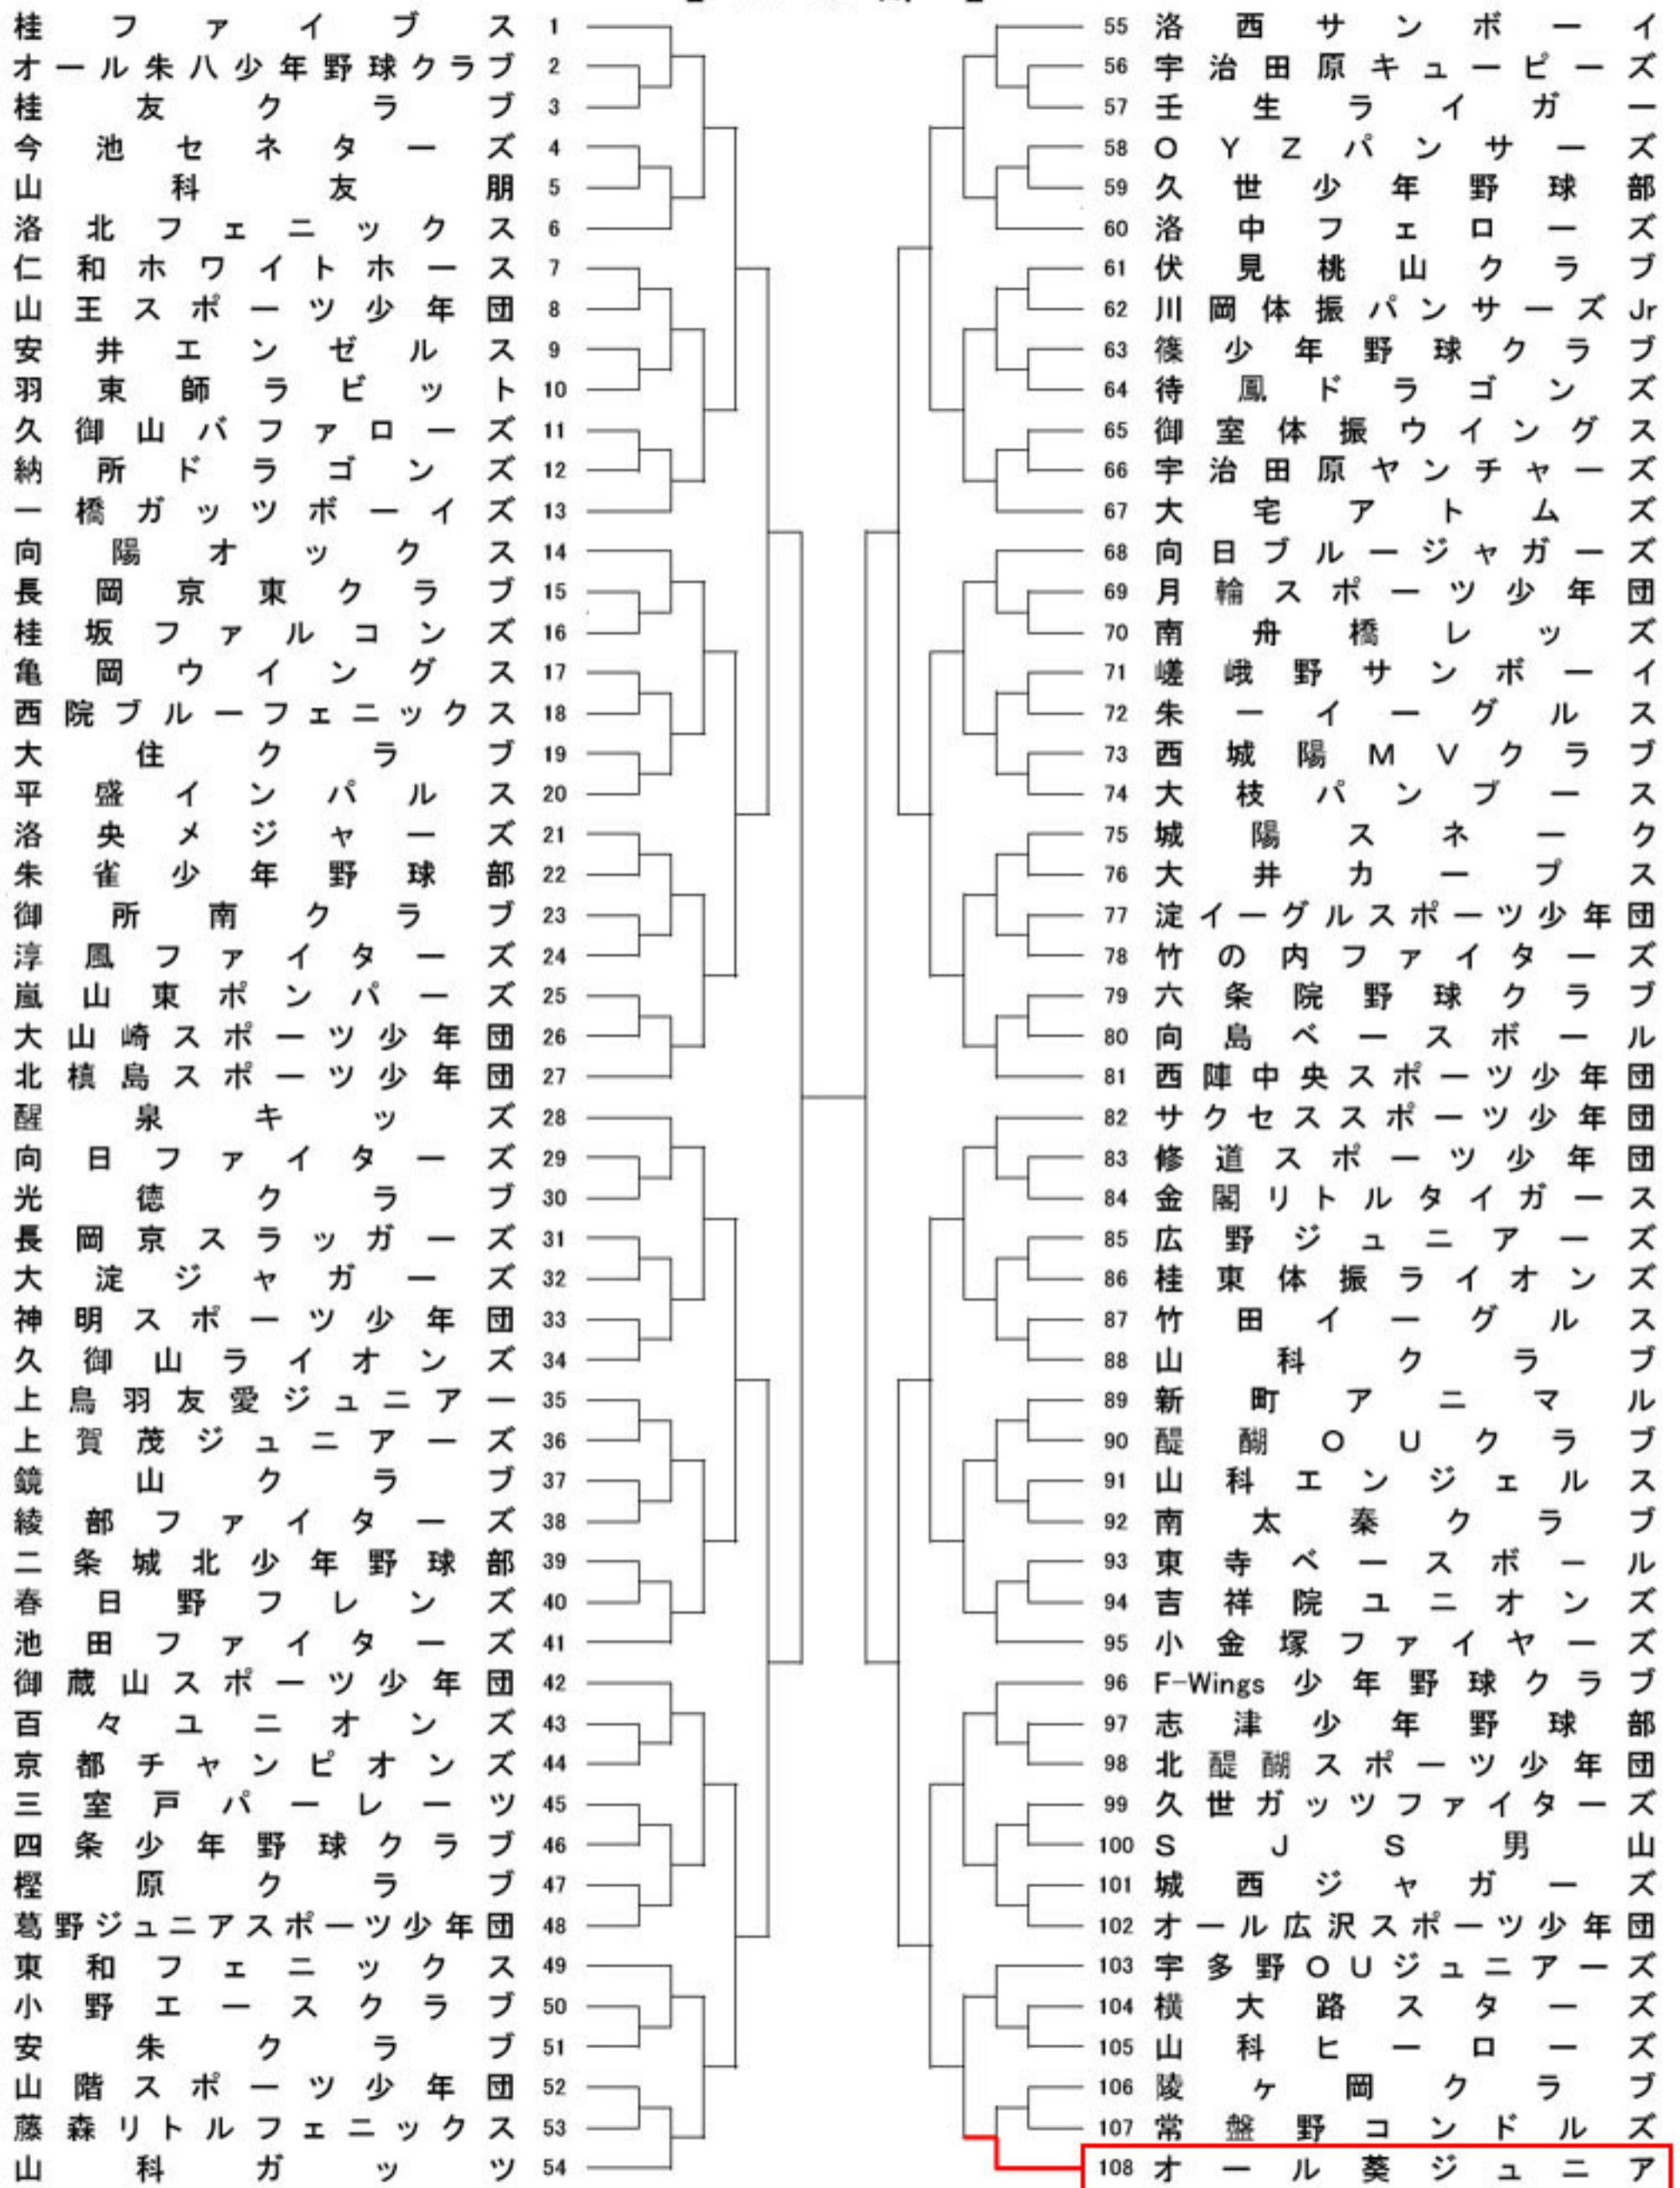 桂ファイブス 1
オール朱八少年野球クラブ 2
桂友クラブ 3
今池セネターズ 4
山科友朋 5
洛北フェニックス 6
仁和ホワイトホース 7
山王スポーツ少年団 8
安井エンゼルス 9
羽束師ラビット 10
久御山バファローズ 11
納所ドラゴンズ 12
一橋ガッツボーイズ 13
向陽オックス 14
長岡京東クラブ 15
桂坂ファルコンズ 16
亀岡ウイングス 17
西院ブルーフェニックス 18
大住クラブ 19
平盛インパルス 20
洛央メジャーズ 21
朱雀少年野球部 22
御所南クラブ 23
淳風ファイターズ 24
嵐山東ポンパーズ 25
大山崎スポーツ少年団 26
北槙島スポーツ少年団 27
醒泉キッズ 28
向日ファイターズ 29
光徳クラブ 30
長岡京スラッガーズ 31
大淀ジャガーズ 32
神明スポーツ少年団 33
久御山ライオンズ 34
上鳥羽友愛ジュニアー 35
上賀茂ジュニアーズ 36
鏡山クラブ 37
綾部ファイターズ 38
二条城北少年野球部 39
春日野フレンズ 40
池田ファイターズ 41
御蔵山スポーツ少年団 42
百々ユニオンズ 43
京都チャンピオンズ 44
三室戸パーレーツ 45
四条少年野球クラブ 46
樫原クラブ 47
葛野ジュニアスポーツ少年団 48
東和フェニックス 49
小野エースクラブ 50
安朱クラブ 51
山階スポーツ少年団 52
藤森リトルフェニックス 53
山科ガッツ 54
55 洛西サンボーイ
56 宇治田原キューピーズ
57 壬生ライガー
58 OYZパンサーズ
59 久世少年野球部
60 洛中フェローズ
61 伏見桃山クラブ
62 川岡体振パンサーズJr
63 篠少年野球クラブ
64 待鳳ドラゴンズ
65 御室体振ウイングス
66 宇治田原ヤンチャーズ
67 大宅アトムズ
68 向日ブルージャガーズ
69 月輪スポーツ少年団
70 南舟橋レッズ
71 嵯峨野サンボーイ
72 朱一イーグルス
73 西城陽MVクラブ
74 大枝パンブース
75 城陽スネーク
76 大井カープス
77 淀イーグルスポーツ少年団
78 竹の内ファイターズ
79 六条院野球クラブ
80 向島ベースボール
81 西陣中央スポーツ少年団
82 サクセススポーツ少年団
83 修道スポーツ少年団
84 金閣リトルタイガース
85 広野ジュニアーズ
86 桂東体振ライオンズ
87 竹田イーグルス
88 山科クラブ
89 新町アニマル
90 醍醐OUクラブ
91 山科エンジェルス
92 南太秦クラブ
93 東寺ベースボール
94 吉祥院ユニオンズ
95 小金塚ファイヤーズ
96 F-Wings 少年野球クラブ
97 志津少年野球部
98 北醍醐スポーツ少年団
99 久世ガッツファイターズ
100 SJS男山
101 城西ジャガーズ
102 オール広沢スポーツ少年団
103 宇多野OUジュニアーズ
104 横大路スターズ
105 山科ヒーローズ
106 陵ヶ岡クラブ
107 常盤野コンドルズ
108 オール葵ジュニア